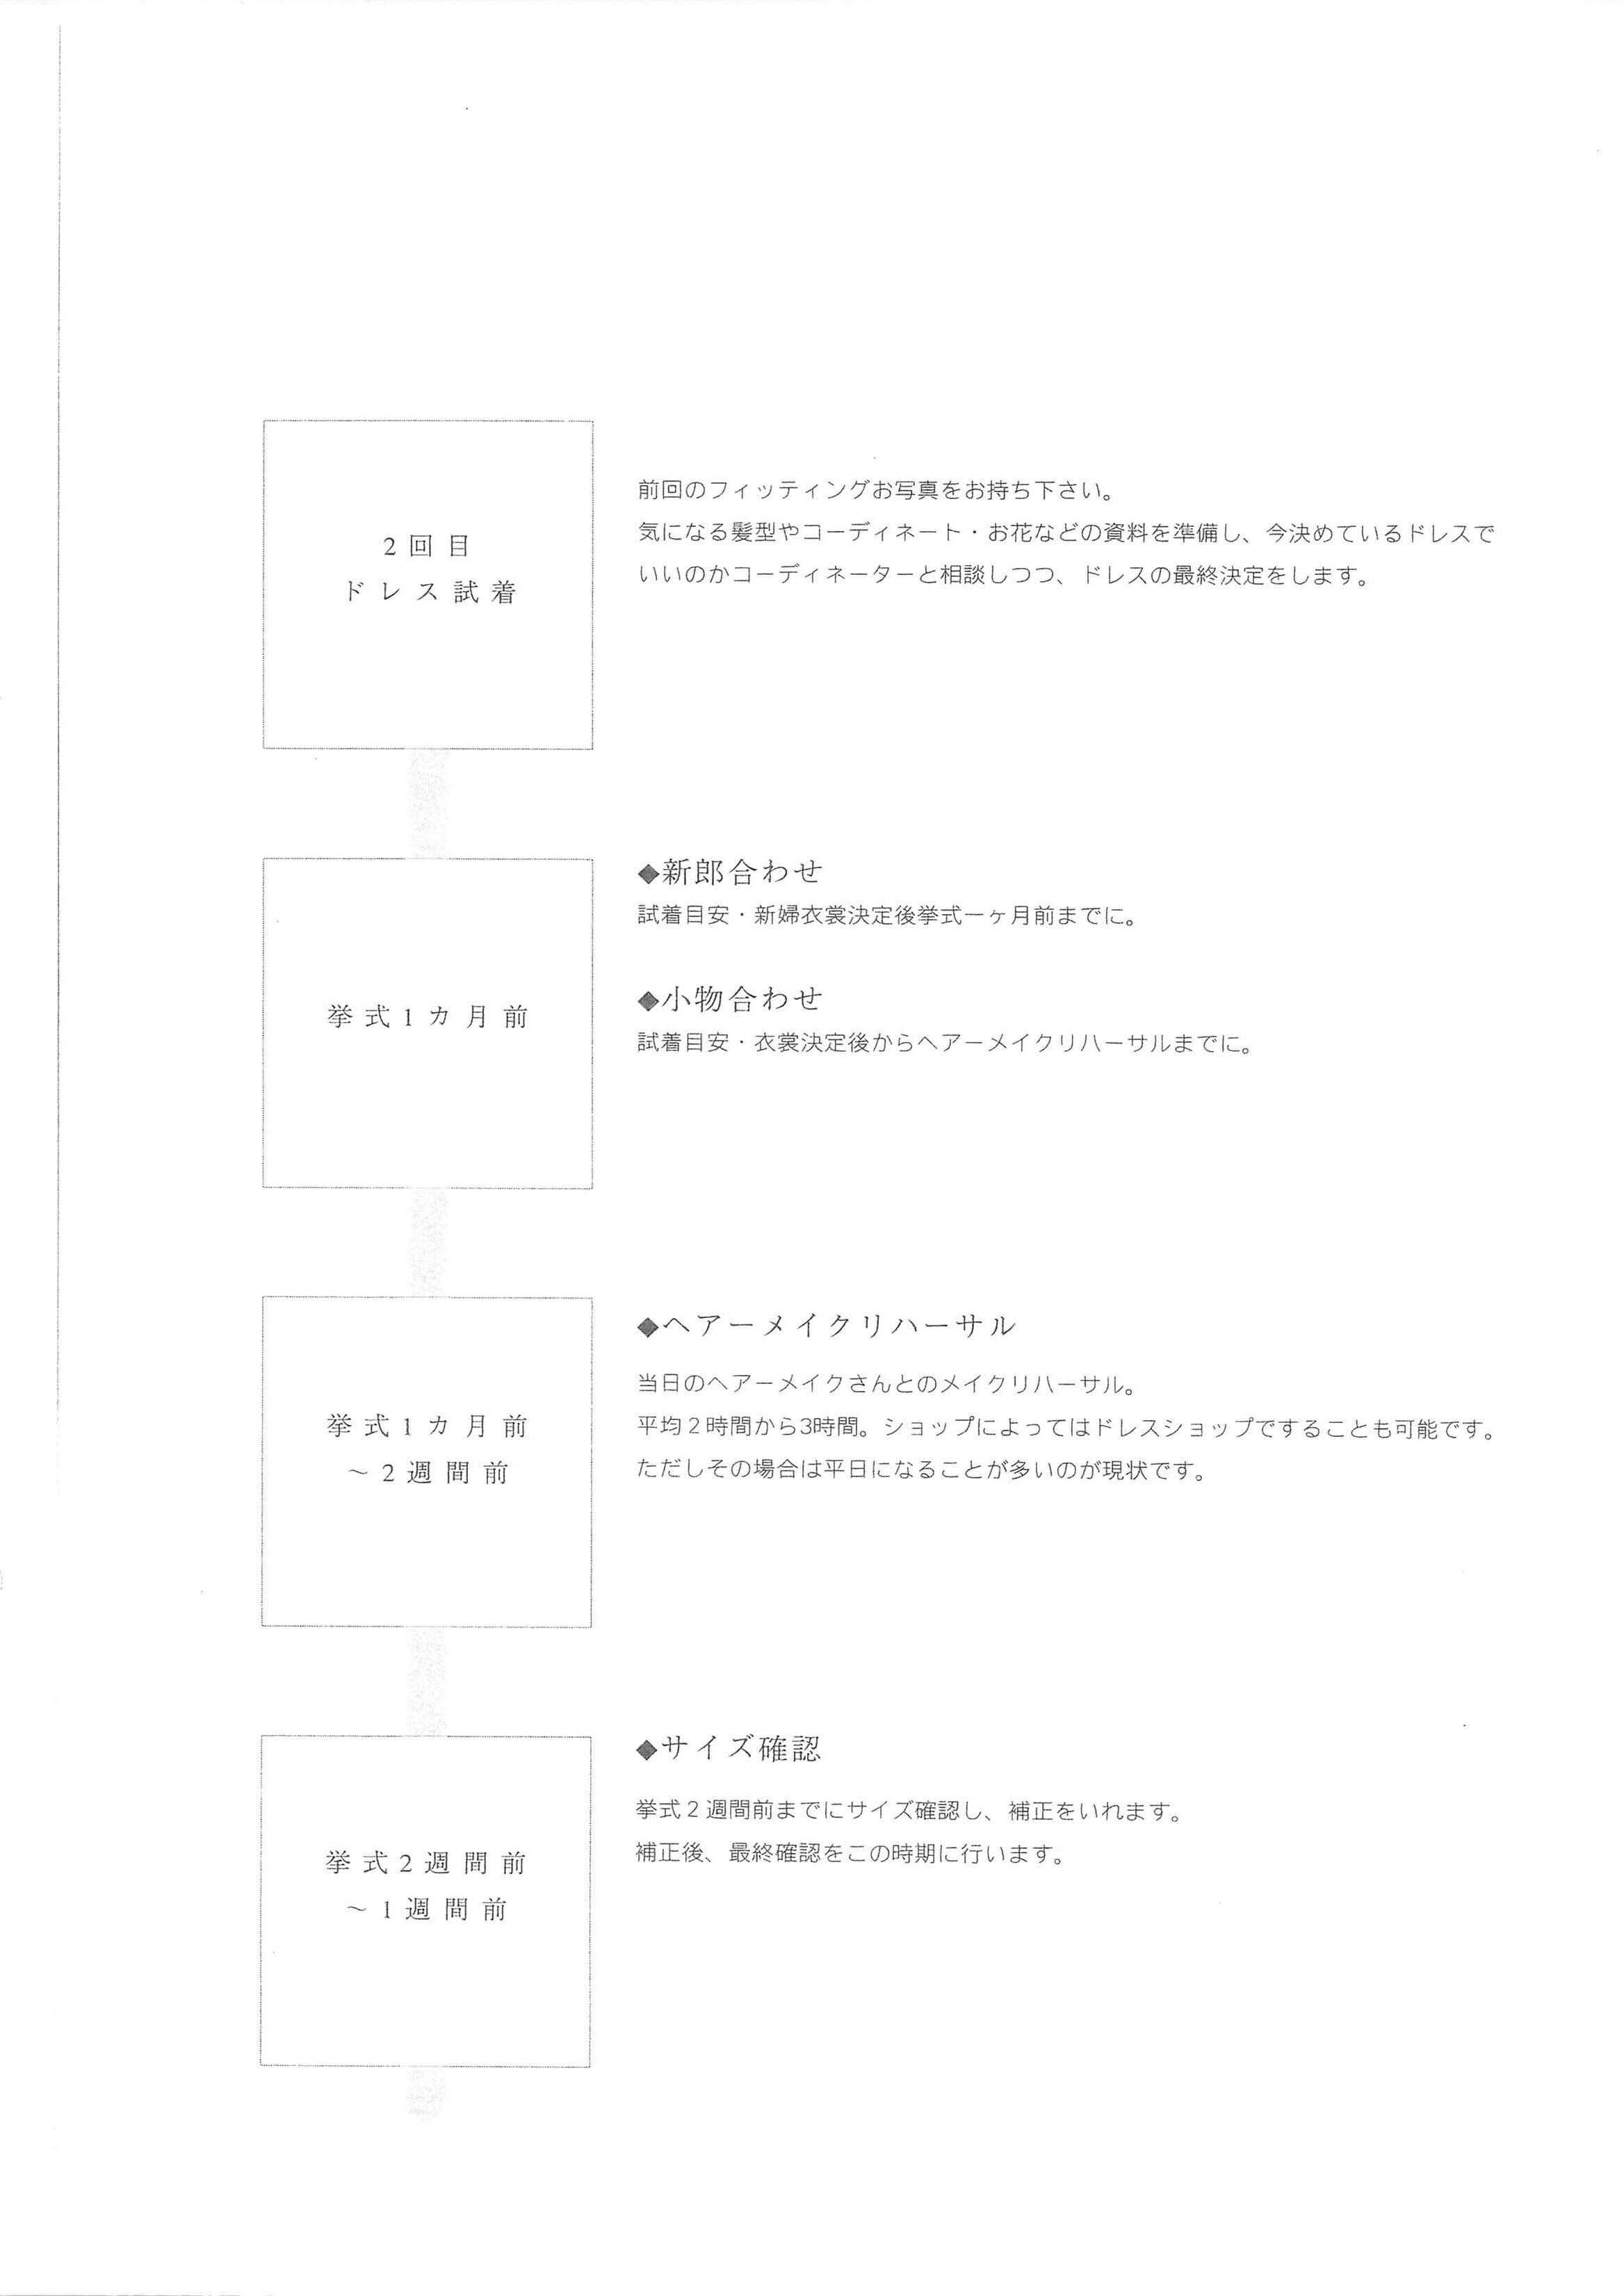 2回目
ドレス試着
前回のフィッティングお写真をお持ち下さい。
気になる髪型やコーディネート・お花などの資料を準備し、今決めているドレスで
いいのかコーディネーターと相談しつつ、ドレスの最終決定をします。
挙式1カ月前
◆新郎合わせ
試着目安・新婦衣裳決定後挙式一ヶ月前までに。
◆小物合わせ
試着目安・衣裳決定後からヘアーメイクリハーサルまでに。
挙式1カ月前
～2週間前
◆ヘアーメイクリハーサル
当日のヘアーメイクさんとのメイクリハーサル。
平均２時間から3時間。ショップによってはドレスショップですることも可能です。
ただしその場合は平日になることが多いのが現状です。
挙式2週間前
～1週間前
◆サイズ確認
挙式２週間前までにサイズ確認し、補正をいれます。
補正後、最終確認をこの時期に行います。